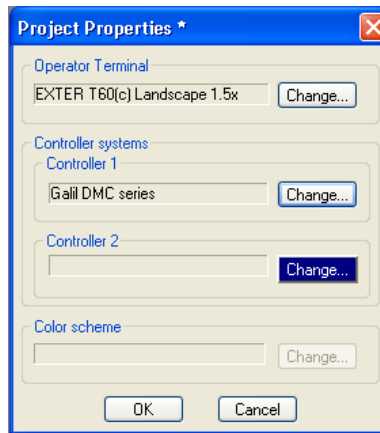 Project Properties *
Operator Terminal
EXTER T60(c) Landscape 1.5x
Change...
Controller systems
Controller 1
Galil DMC series
Change...
Controller 2
Change...
Color scheme
Change...
OK
Cancel